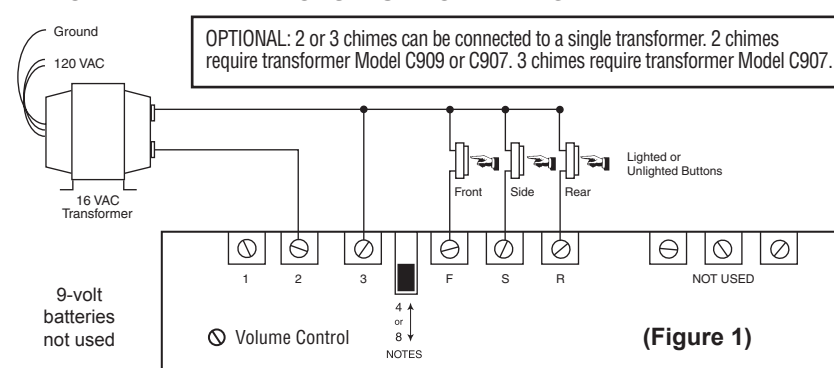 Ground
120 VAC
OPTIONAL: 2 or 3 chimes can be connected to a single transformer. 2 chimes
require transformer Model C909 or C907. 3 chimes require transformer Model C907.
Lighted or
Unlighted Buttons
Front
Side
Rear
16 VAC
Transformer
1
2
3
F
S
R
NOT USED
9-volt
batteries
not used
4
or
8
NOTES
Volume Control
(Figure 1)